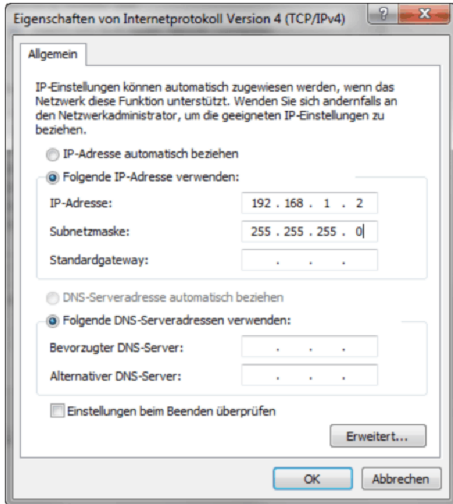 Eigenschaften von Internetprotokoll Version 4 (TCP/IPv4)
Allgemein
IP-Einstellungen können automatisch zugewiesen werden, wenn das
Netzwerk diese Funktion unterstützt. Wenden Sie sich andernfalls an
den Netzwerkadministrator, um die geeigneten IP-Einstellungen zu
beziehen.
IP-Adresse automatisch beziehen
Folgende IP-Adresse verwenden:
IP-Adresse: 192 . 168 . 1 . 2
Subnetzmaske: 255 . 255 . 255 . 0
Standardgateway: . . .
DNS-Serveradresse automatisch beziehen
Folgende DNS-Serveradressen verwenden:
Bevorzugter DNS-Server: . . .
Alternativer DNS-Server: . . .
Einstellungen beim Beenden überprüfen
Erweitert...
OK Abbrechen